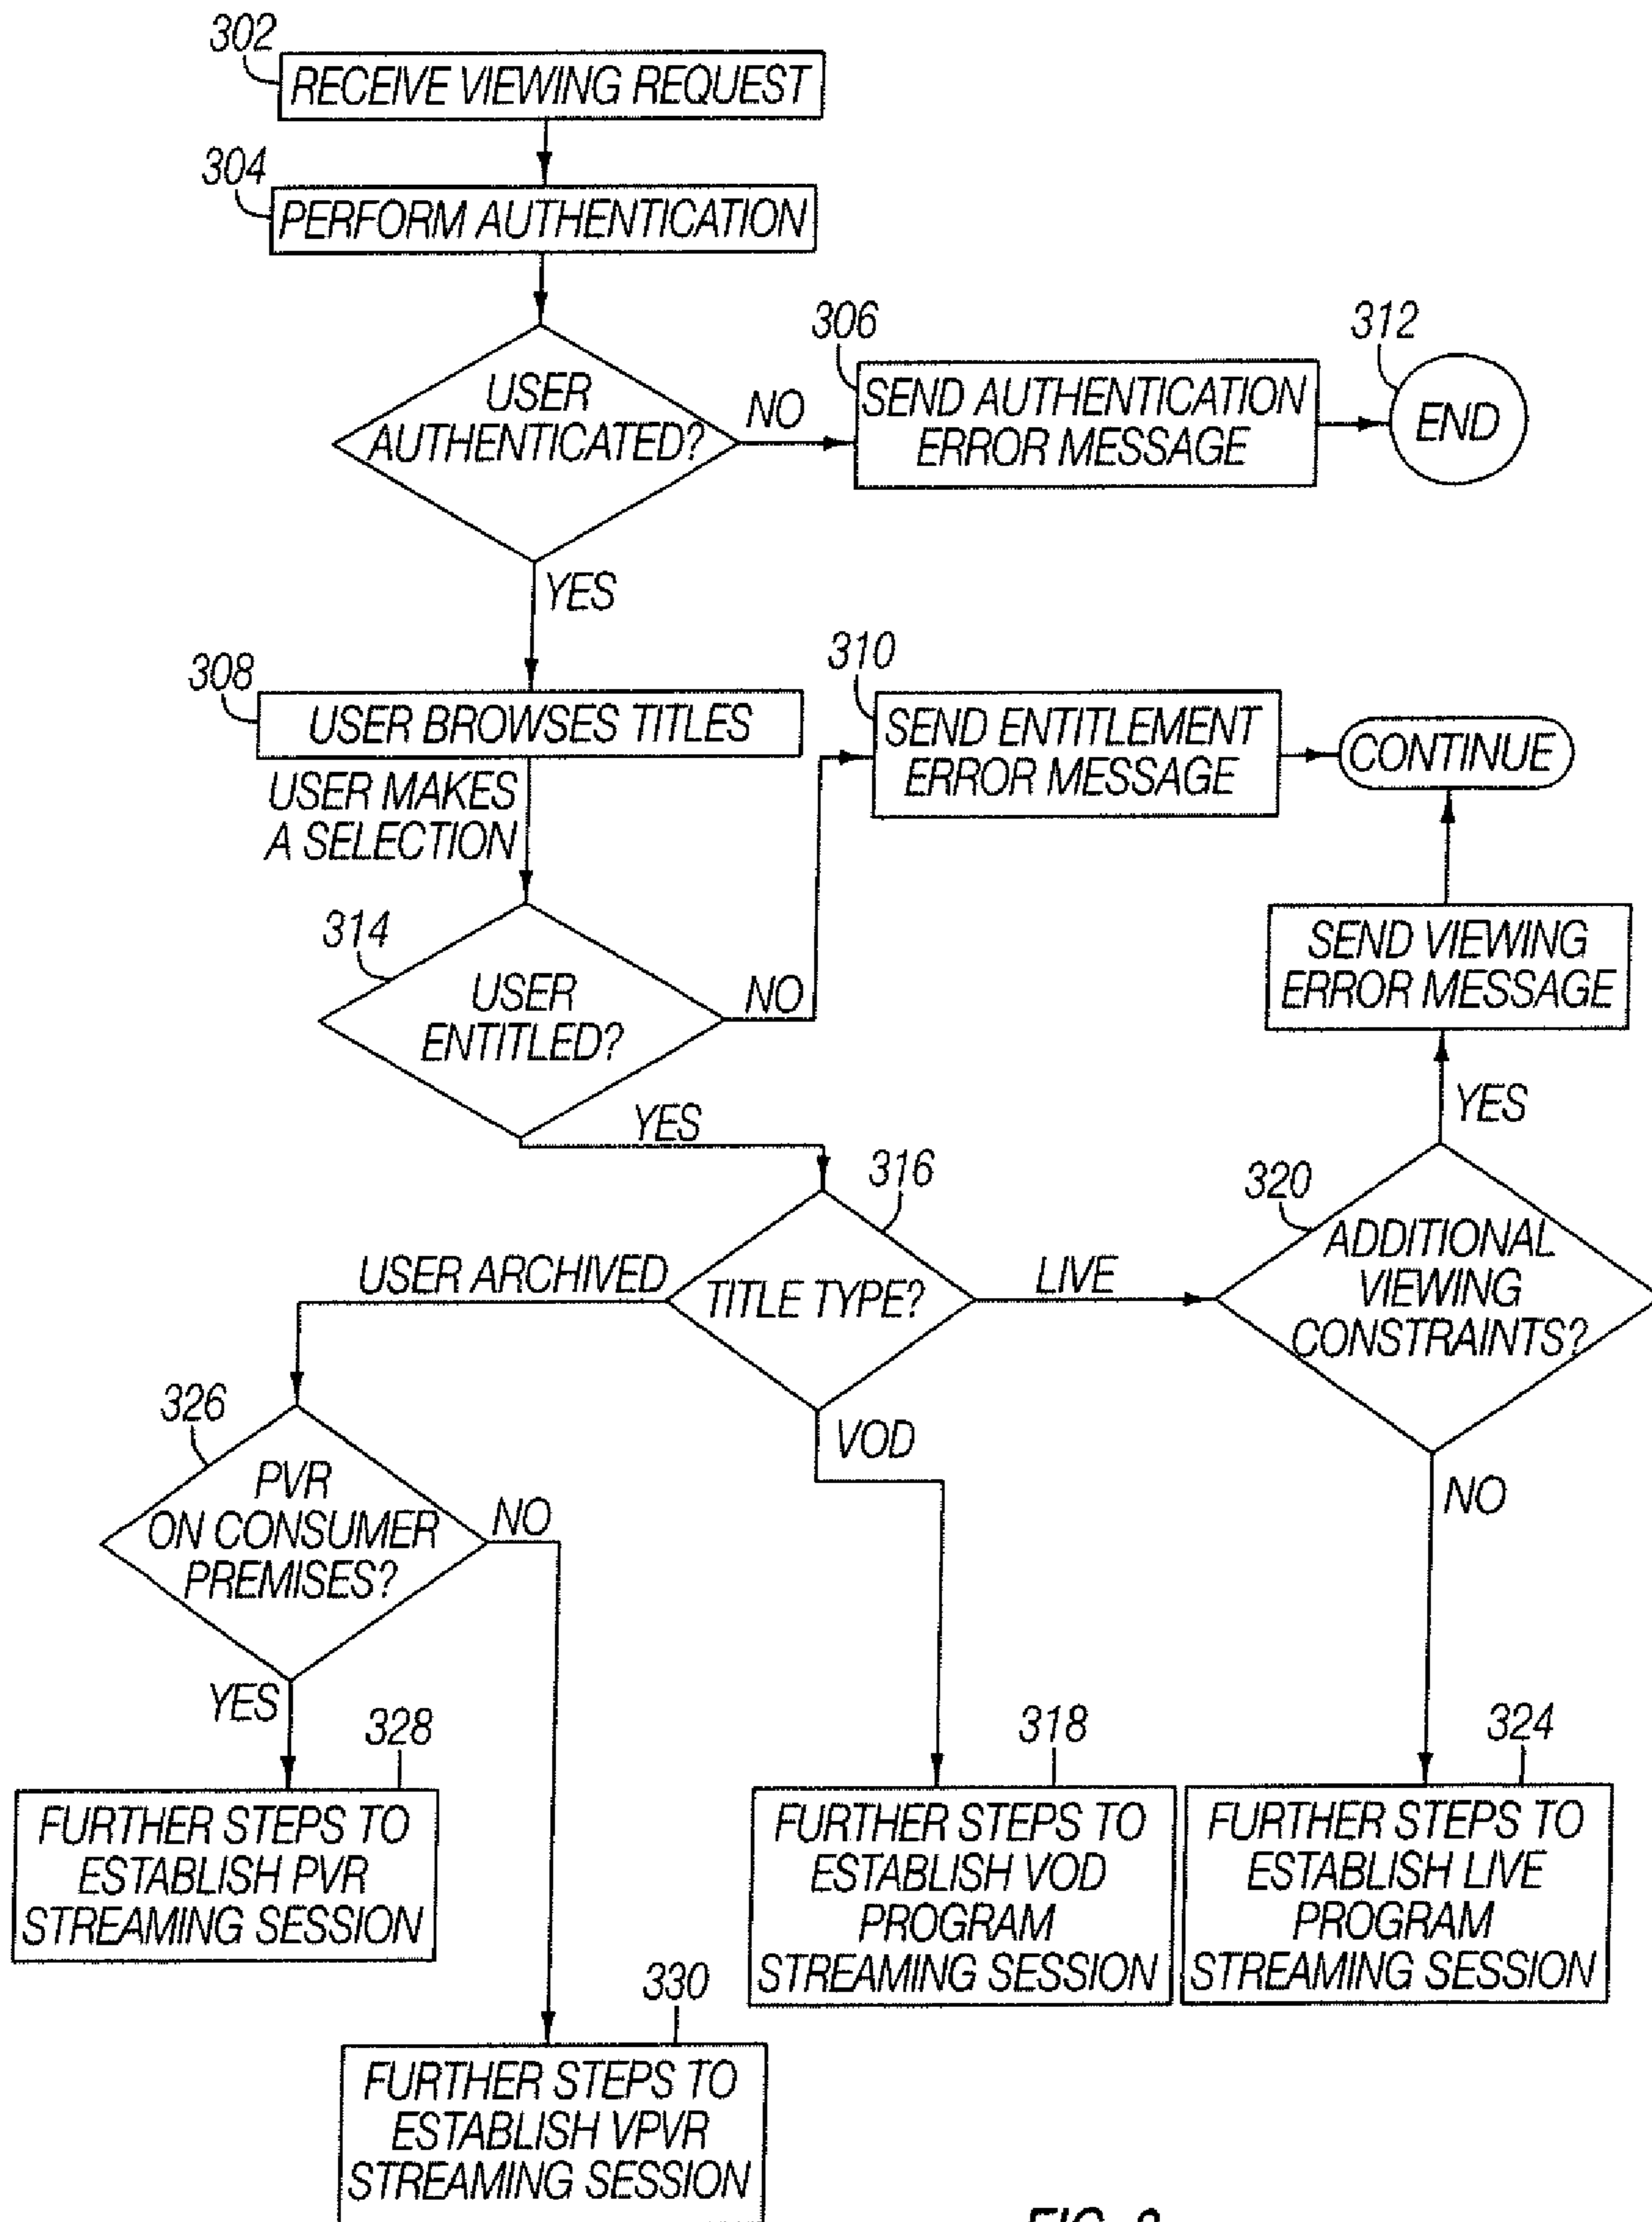 302
RECEIVE VIEWING REQUEST
304
PERFORM AUTHENTICATION
USER
AUTHENTICATED?
NO
306
SEND AUTHENTICATION
ERROR MESSAGE
312
END
YES
308
USER BROWSES TITLES
310
SEND ENTITLEMENT
ERROR MESSAGE
CONTINUE
USER MAKES
A SELECTION
314
USER
ENTITLED?
NO
SEND VIEWING
ERROR MESSAGE
YES
YES
316
TITLE TYPE?
USER ARCHIVED
LIVE
320
ADDITIONAL
VIEWING
CONSTRAINTS?
326
PVR
ON CONSUMER
PREMISES?
NO
VOD
NO
YES
328
FURTHER STEPS TO
ESTABLISH PVR
STREAMING SESSION
318
FURTHER STEPS TO
ESTABLISH VOD
PROGRAM
STREAMING SESSION
324
FURTHER STEPS TO
ESTABLISH LIVE
PROGRAM
STREAMING SESSION
330
FURTHER STEPS TO
ESTABLISH VPVR
STREAMING SESSION